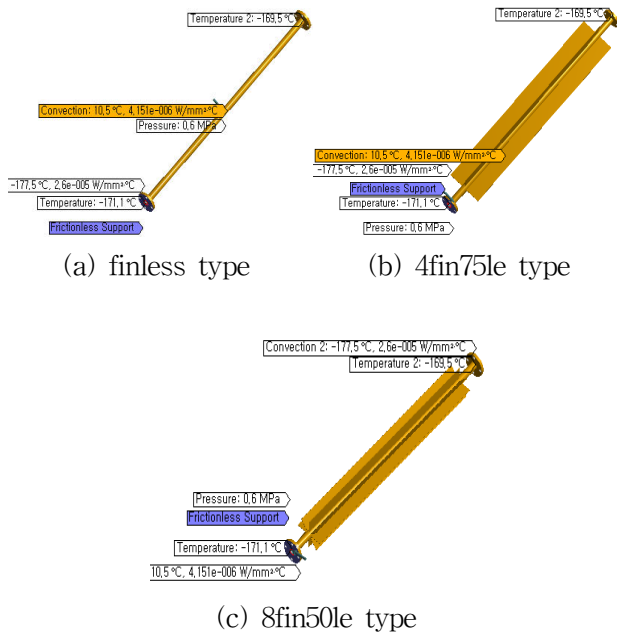 Temperature 2: -169,5 °C
Convection: 10,5 °C, 4,151e-006 W/mm²·°C
Pressure: 0,6 MPa
-177,5 °C, 2,6e-005 W/mm²·°C
Temperature: -171,1 °C
Frictionless Support
(a) finless type
Temperature 2: -169,5 °C
Convection: 10,5 °C, 4,151e-006 W/mm²·°C
-177,5 °C, 2,6e-005 W/mm²·°C
Frictionless Support
Temperature: -171,1 °C
Pressure: 0,6 MPa
(b) 4fin75le type
Convection 2: -177,5 °C, 2,6e-005 W/mm²·°C
Temperature 2: -169,5 °C
Pressure: 0,6 MPa
Frictionless Support
Temperature: -171,1 °C
10,5 °C, 4,151e-006 W/mm²·°C
(c) 8fin50le type